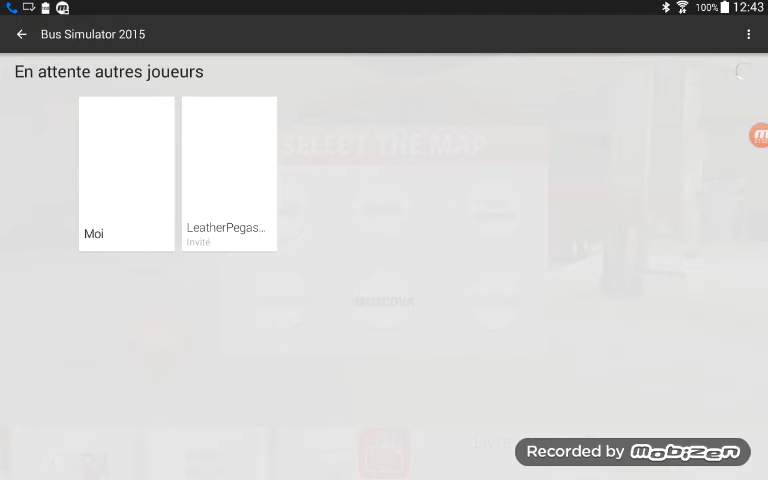 100% 12:43
Bus Simulator 2015
En attente autres joueurs
SELECT THE MAP
Moi
LeatherPegas...
Invité
MOSCOVA
Recorded by mobizen